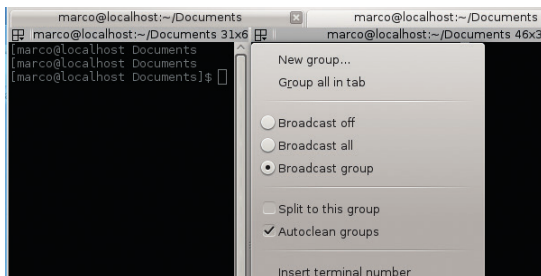 marco@localhost:~/Documents
marco@localhost:~/Documents
marco@localhost:~/Documents 31x6
marco@localhost:~/Documents 46x3
[marco@localhost Documents
[marco@localhost Documents
[marco@localhost Documents]$
New group...
Group all in tab
Broadcast off
Broadcast all
Broadcast group
Split to this group
Autoclean groups
Insert terminal number